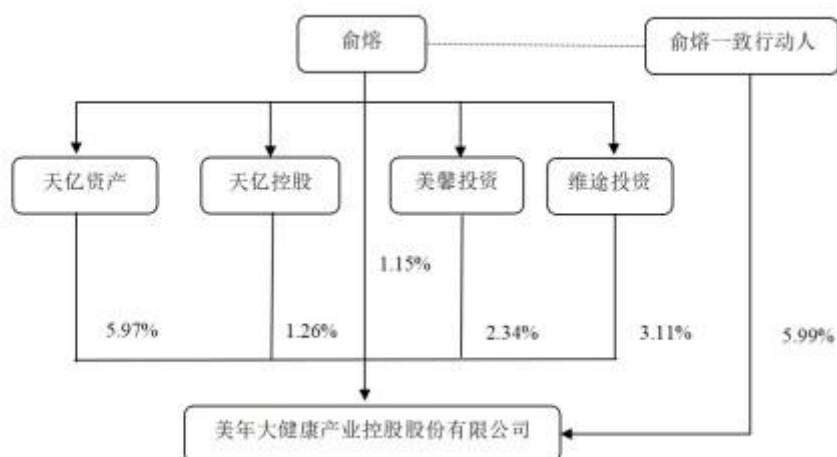 俞熔
俞熔一致行动人
天亿资产
天亿控股
美馨投资
维途投资
1.15%
5.97%
1.26%
2.34%
3.11%
5.99%
美年大健康产业控股股份有限公司